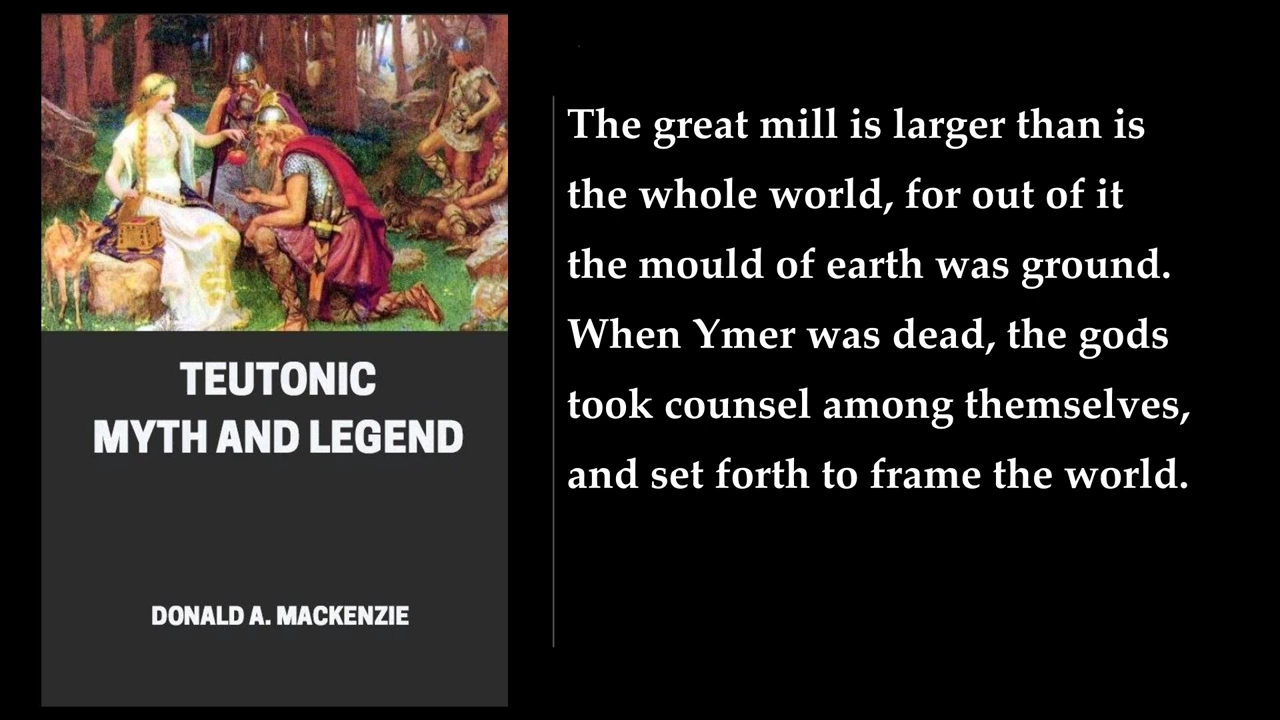 TEUTONIC
MYTH AND LEGEND
DONALD A. MACKENZIE
The great mill is larger than is
the whole world, for out of it
the mould of earth was ground.
When Ymer was dead, the gods
took counsel among themselves,
and set forth to frame the world.